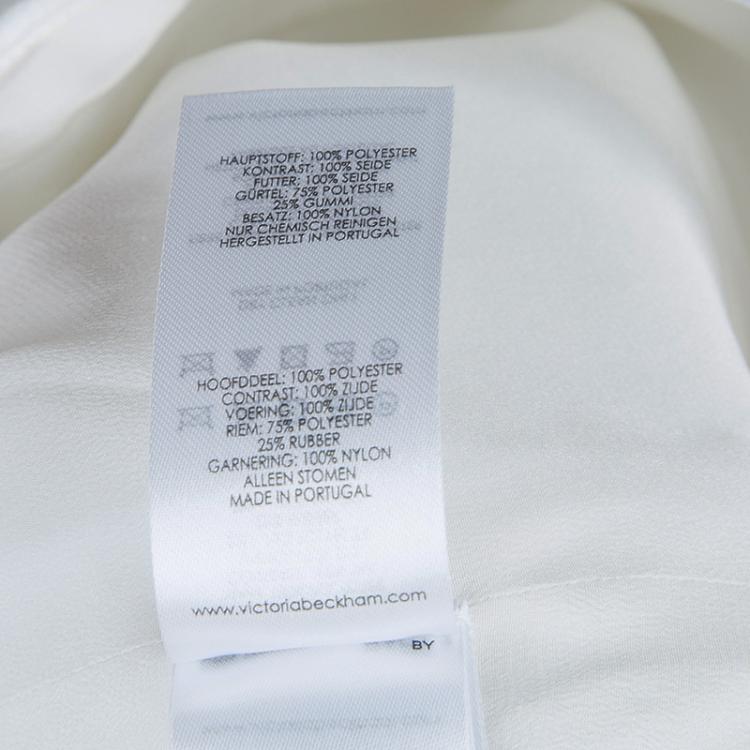 HAUPTSTOFF: 100% POLYESTER
KONTRAST: 100% SEIDE
FUTTER: 100% SEIDE
GÜRTEL: 75% POLYESTER
25% GUMMI
BESATZ: 100% NYLON
NUR CHEMISCH REINIGEN
HERGESTELLT IN PORTUGAL
HOOFDDEEL: 100% POLYESTER
CONTRAST: 100% ZIJDE
VOERING: 100% ZIJDE
RIEM: 75% POLYESTER
25% RUBBER
GARNERING: 100% NYLON
ALLEEN STOMEN
MADE IN PORTUGAL
www.victoriabeckham.com
BY